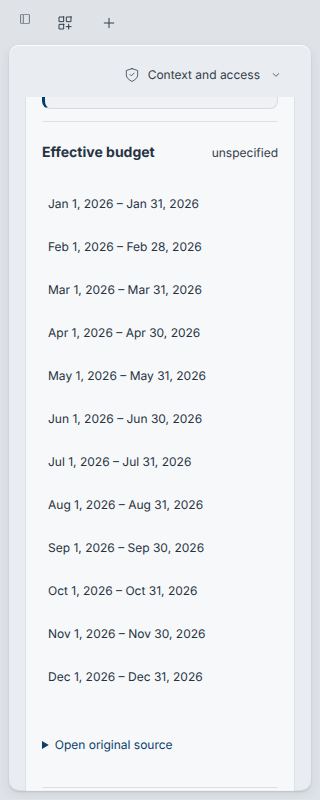 Context and access
Effective budget unspecified
Jan 1, 2026 – Jan 31, 2026
Feb 1, 2026 – Feb 28, 2026
Mar 1, 2026 – Mar 31, 2026
Apr 1, 2026 – Apr 30, 2026
May 1, 2026 – May 31, 2026
Jun 1, 2026 – Jun 30, 2026
Jul 1, 2026 – Jul 31, 2026
Aug 1, 2026 – Aug 31, 2026
Sep 1, 2026 – Sep 30, 2026
Oct 1, 2026 – Oct 31, 2026
Nov 1, 2026 – Nov 30, 2026
Dec 1, 2026 – Dec 31, 2026
Open original source